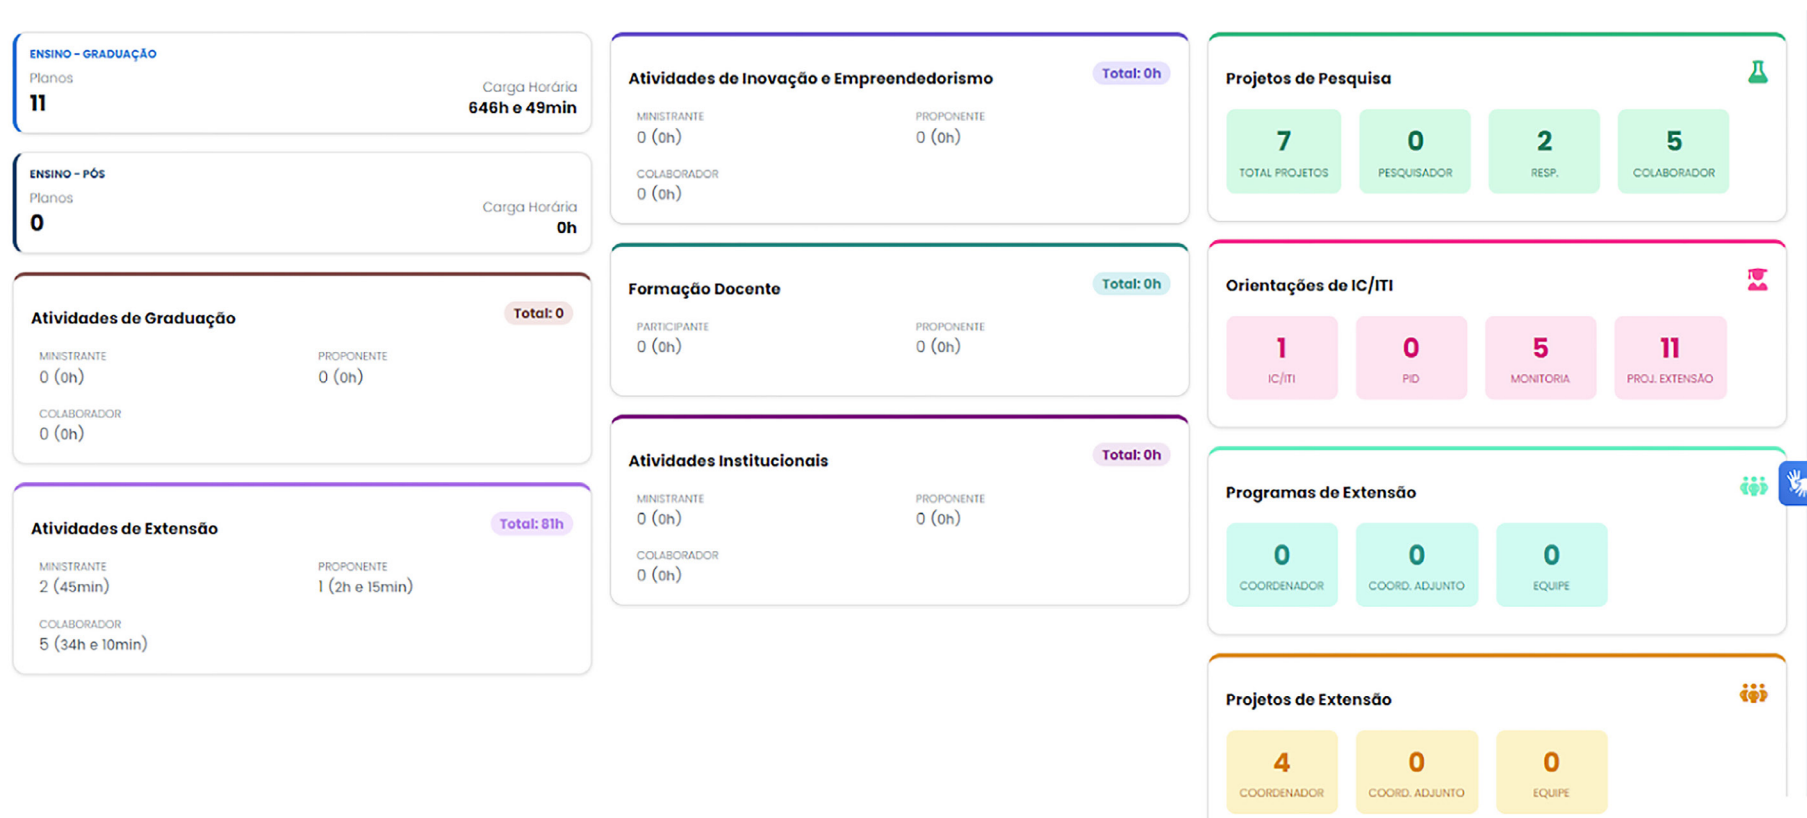 ENSINO - GRADUAÇÃO
Planos
11
Carga Horária
646h e 49min
ENSINO - PÓS
Planos
0
Carga Horária
0h
Atividades de Graduação
Total: 0
MINISTRANTE
PROPONENTE
0 (0h)
0 (0h)
COLABORADOR
0 (0h)
Atividades de Extensão
Total: 81h
MINISTRANTE
PROPONENTE
2 (45min)
1 (2h e 15min)
COLABORADOR
5 (34h e 10min)
Atividades de Inovação e Empreendedorismo
Total: 0h
MINISTRANTE
PROPONENTE
0 (0h)
0 (0h)
COLABORADOR
0 (0h)
Formação Docente
Total: 0h
PARTICIPANTE
PROPONENTE
0 (0h)
0 (0h)
Atividades Institucionais
Total: 0h
MINISTRANTE
PROPONENTE
0 (0h)
0 (0h)
COLABORADOR
0 (0h)
Projetos de Pesquisa
7
0
2
5
TOTAL PROJETOS
PESQUISADOR
RESP.
COLABORADOR
Orientações de IC/ITI
1
0
5
11
IC/ITI
PID
MONITORIA
PROJ. EXTENSÃO
Programas de Extensão
0
0
0
COORDENADOR
COORD. ADJUNTO
EQUIPE
Projetos de Extensão
4
0
0
COORDENADOR
COORD. ADJUNTO
EQUIPE